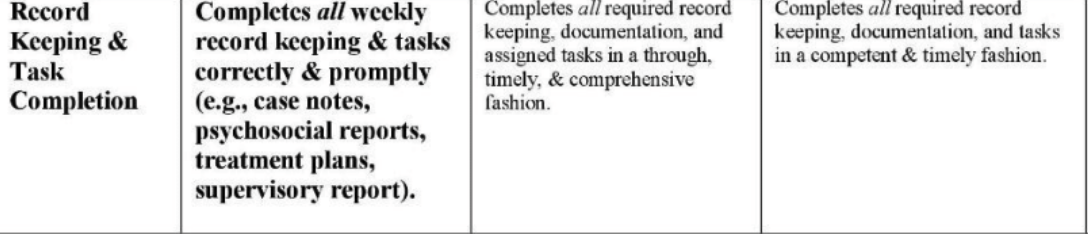 Record
Keeping &
Task
Completion
Completes all weekly
record keeping & tasks
correctly & promptly
(e.g., case notes,
psychosocial reports,
treatment plans,
supervisory report).
Completes all required record
keeping, documentation, and
assigned tasks in a through,
timely, & comprehensive
fashion.
Completes all required record
keeping, documentation, and tasks
in a competent & timely fashion.